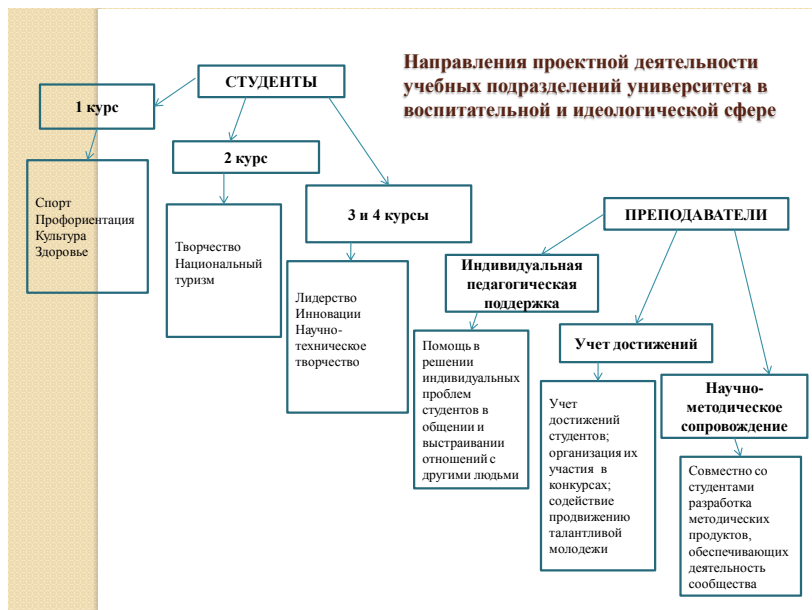 Направления проектной деятельности
учебных подразделений университета в
воспитательной и идеологической сфере
СТУДЕНТЫ
1 курс
Спорт
Профориентация
Культура
Здоровье
2 курс
Творчество
Национальный
туризм
3 и 4 курсы
Лидерство
Инновации
Научно-
техническое
творчество
ПРЕПОДАВАТЕЛИ
Индивидуальная
педагогическая
поддержка
Помощь в
решении
индивидуальных
проблем
студентов в
общении и
выстраивании
отношений с
другими людьми
Учет достижений
Учет
достижений
студентов;
организация их
участия в
конкурсах;
содействие
продвижению
талантливой
молодежи
Научно-
методическое
сопровождение
Совместно со
студентами
разработка
методических
продуктов,
обеспечивающих
деятельность
сообщества